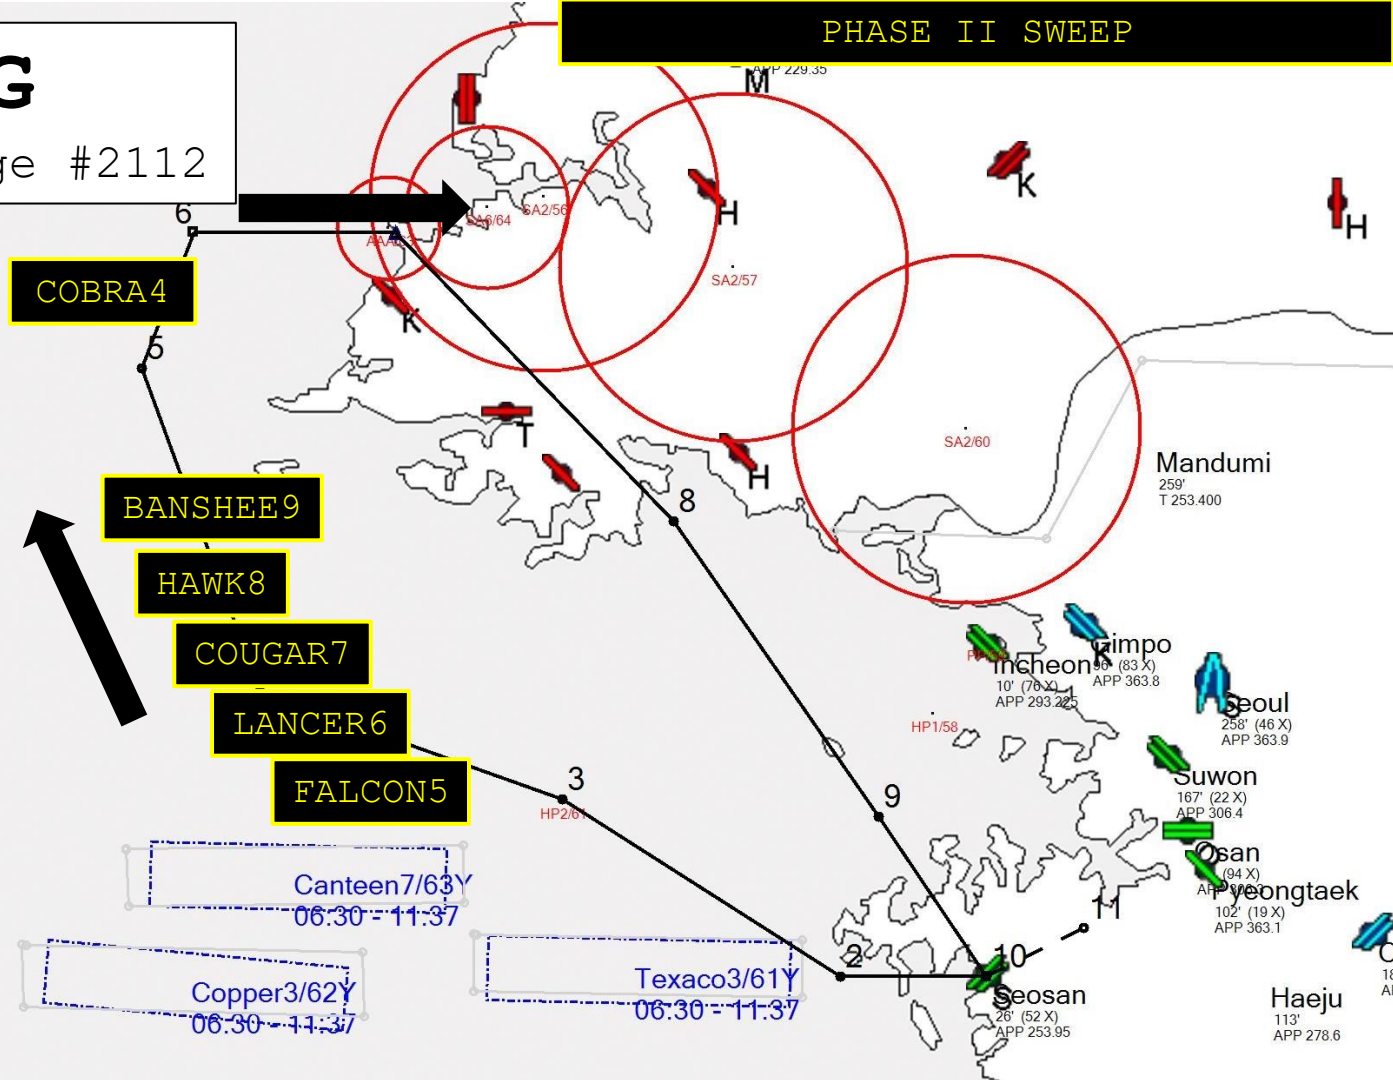 PHASE II SWEEP
G
ge #2112
APP 229.35
M
6
SA6/64
SA2/56
H
K
H
SA2/57
COBRA4
K
5
T
SA2/60
Mandumi
259'
T 253.400
H
8
BANSHEE9
HAWK8
COUGAR7
LANCER6
FALCON5
Gimpo
96' (83 X)
APP 363.8
K
Incheon
10' (76 X)
APP 293.225
Seoul
258' (46 X)
APP 363.9
HP1/58
3
HP2/61
Suwon
167' (22 X)
APP 306.4
9
Osan
(94 X)
Pyeongtaek
102' (19 X)
APP 363.1
11
Canteen7/63Y
06:30 - 11:37
2
10
Texaco3/61Y
06:30 - 11:37
Copper3/62Y
06:30 - 11:37
Seosan
26' (52 X)
APP 253.95
Haeju
113'
APP 278.6